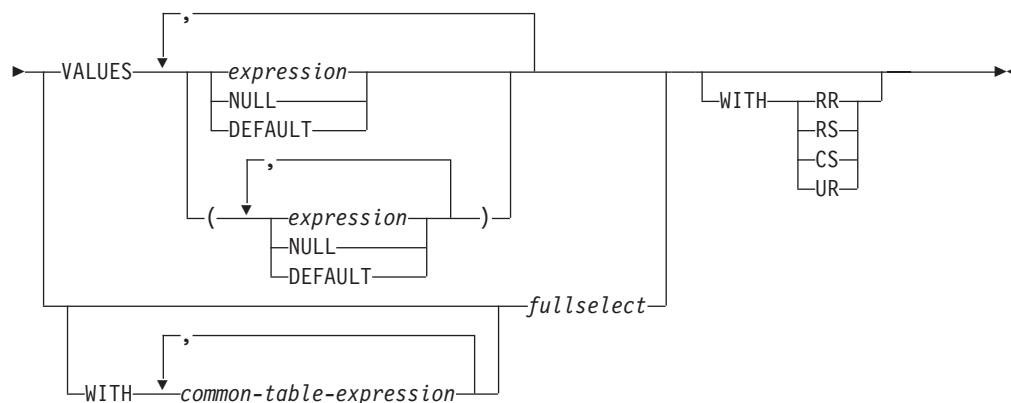 ,
VALUES expression WITH RR
NULL RS
DEFAULT CS
, UR
( expression )
NULL
DEFAULT
fullselect
,
WITH common-table-expression